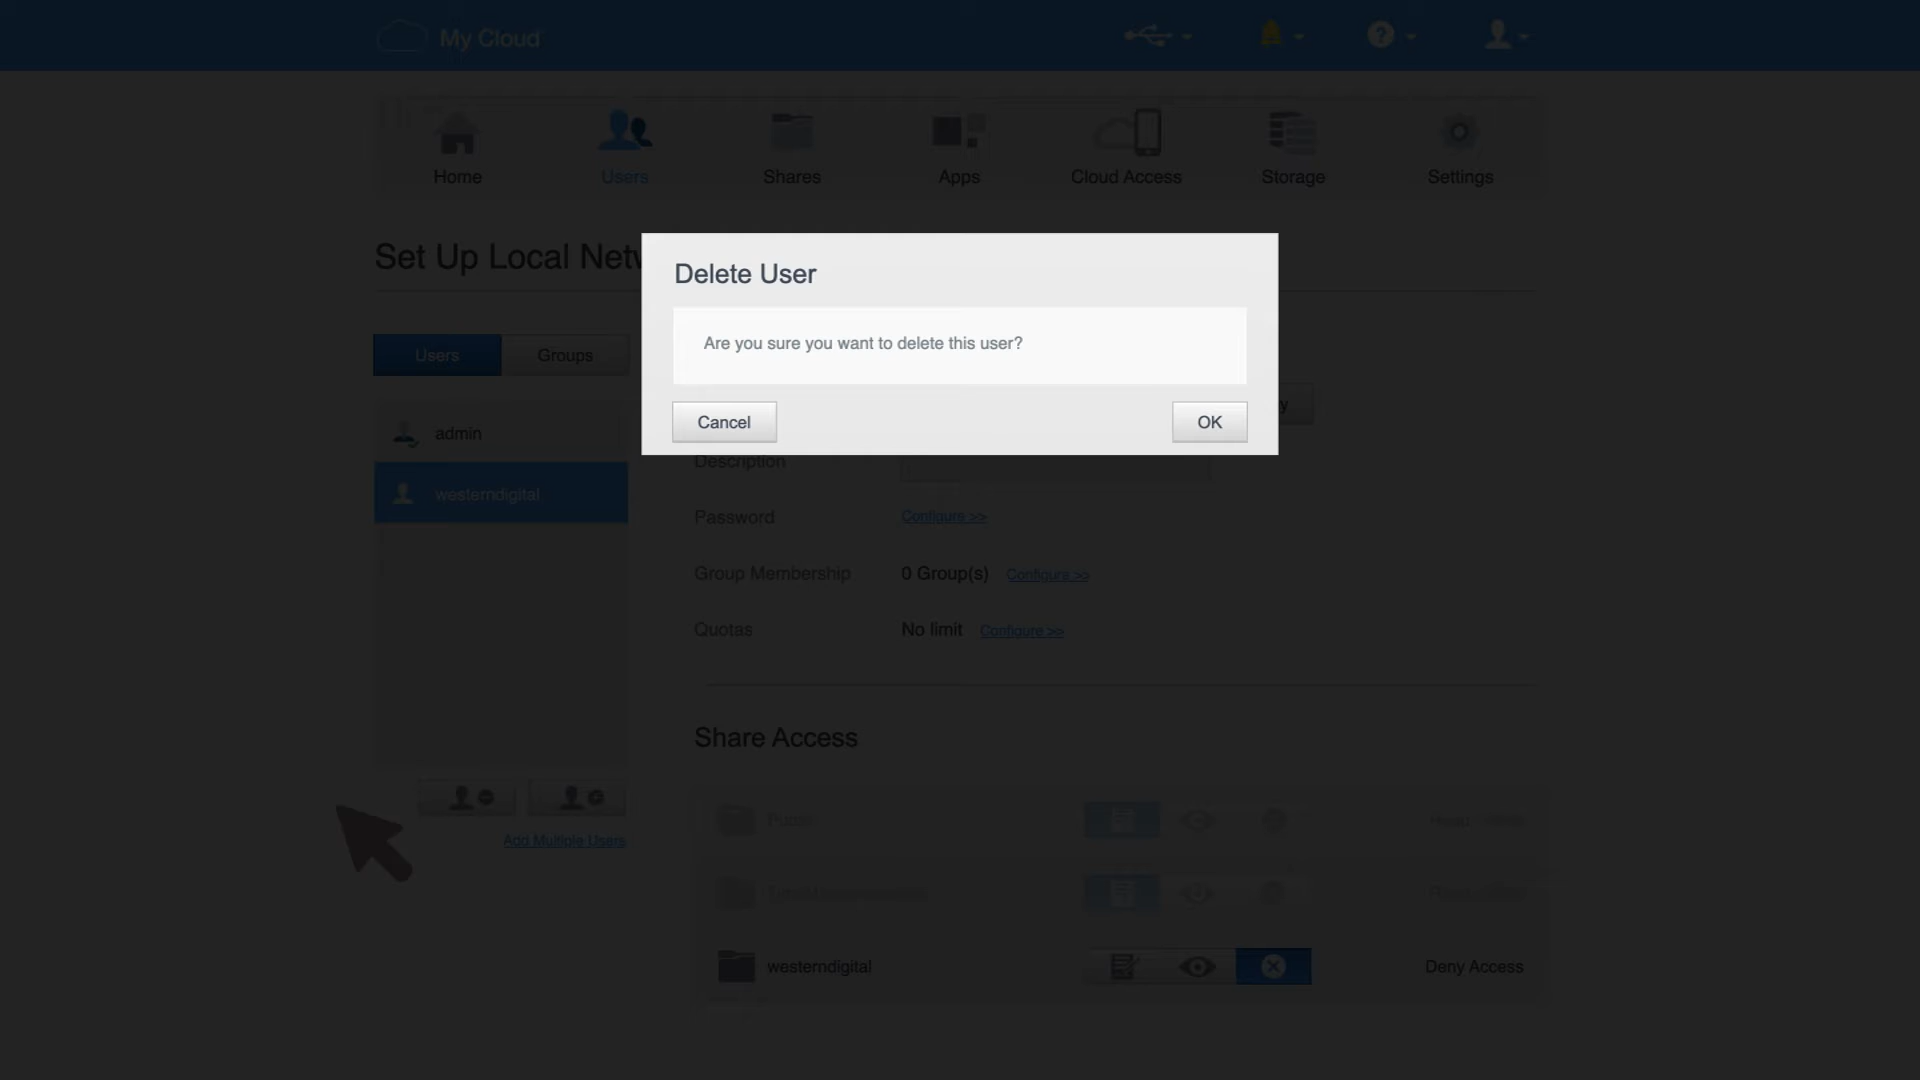 My Cloud
Home
Users
Shares
Apps
Cloud Access
Storage
Settings
Set Up Local Netw
Delete User
Are you sure you want to delete this user?
Cancel
OK
Users
Groups
admin
westerndigital
y
Description
Password
Configure >>
Group Membership
0 Group(s)
Configure >>
Quotas
No limit
Configure >>
Share Access
Add Multiple Users
Public
westerndigital
Deny Access